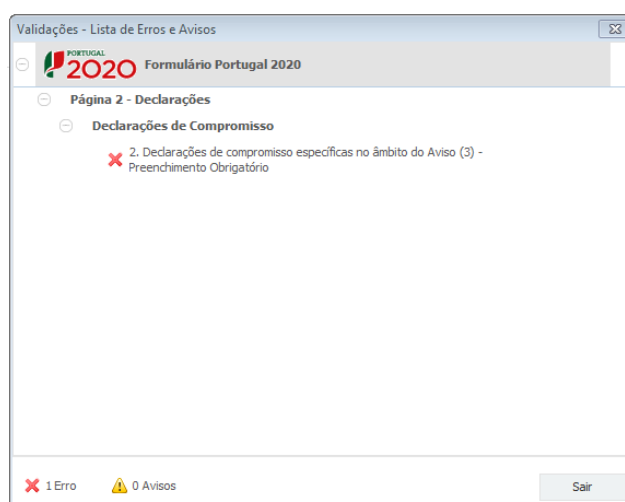 Validações - Lista de Erros e Avisos
PORTUGAL
2020
Formulário Portugal 2020
Página 2 - Declarações
Declarações de Compromisso
2. Declarações de compromisso específicas no âmbito do Aviso (3) -
Preenchimento Obrigatório
1 Erro
0 Avisos
Sair